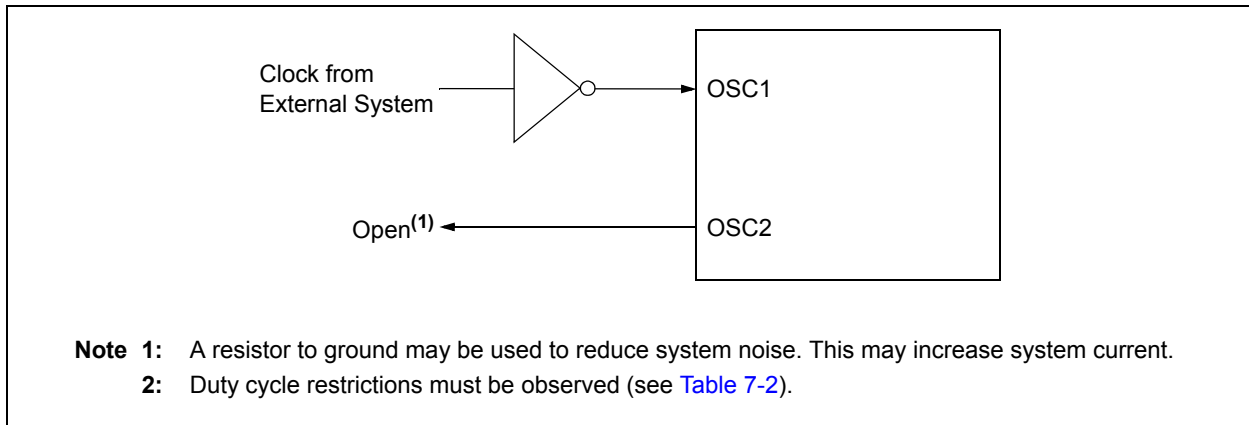 Clock from
External System
OSC1
Open(1)
OSC2
Note 1: A resistor to ground may be used to reduce system noise. This may increase system current.
2: Duty cycle restrictions must be observed (see Table 7-2).